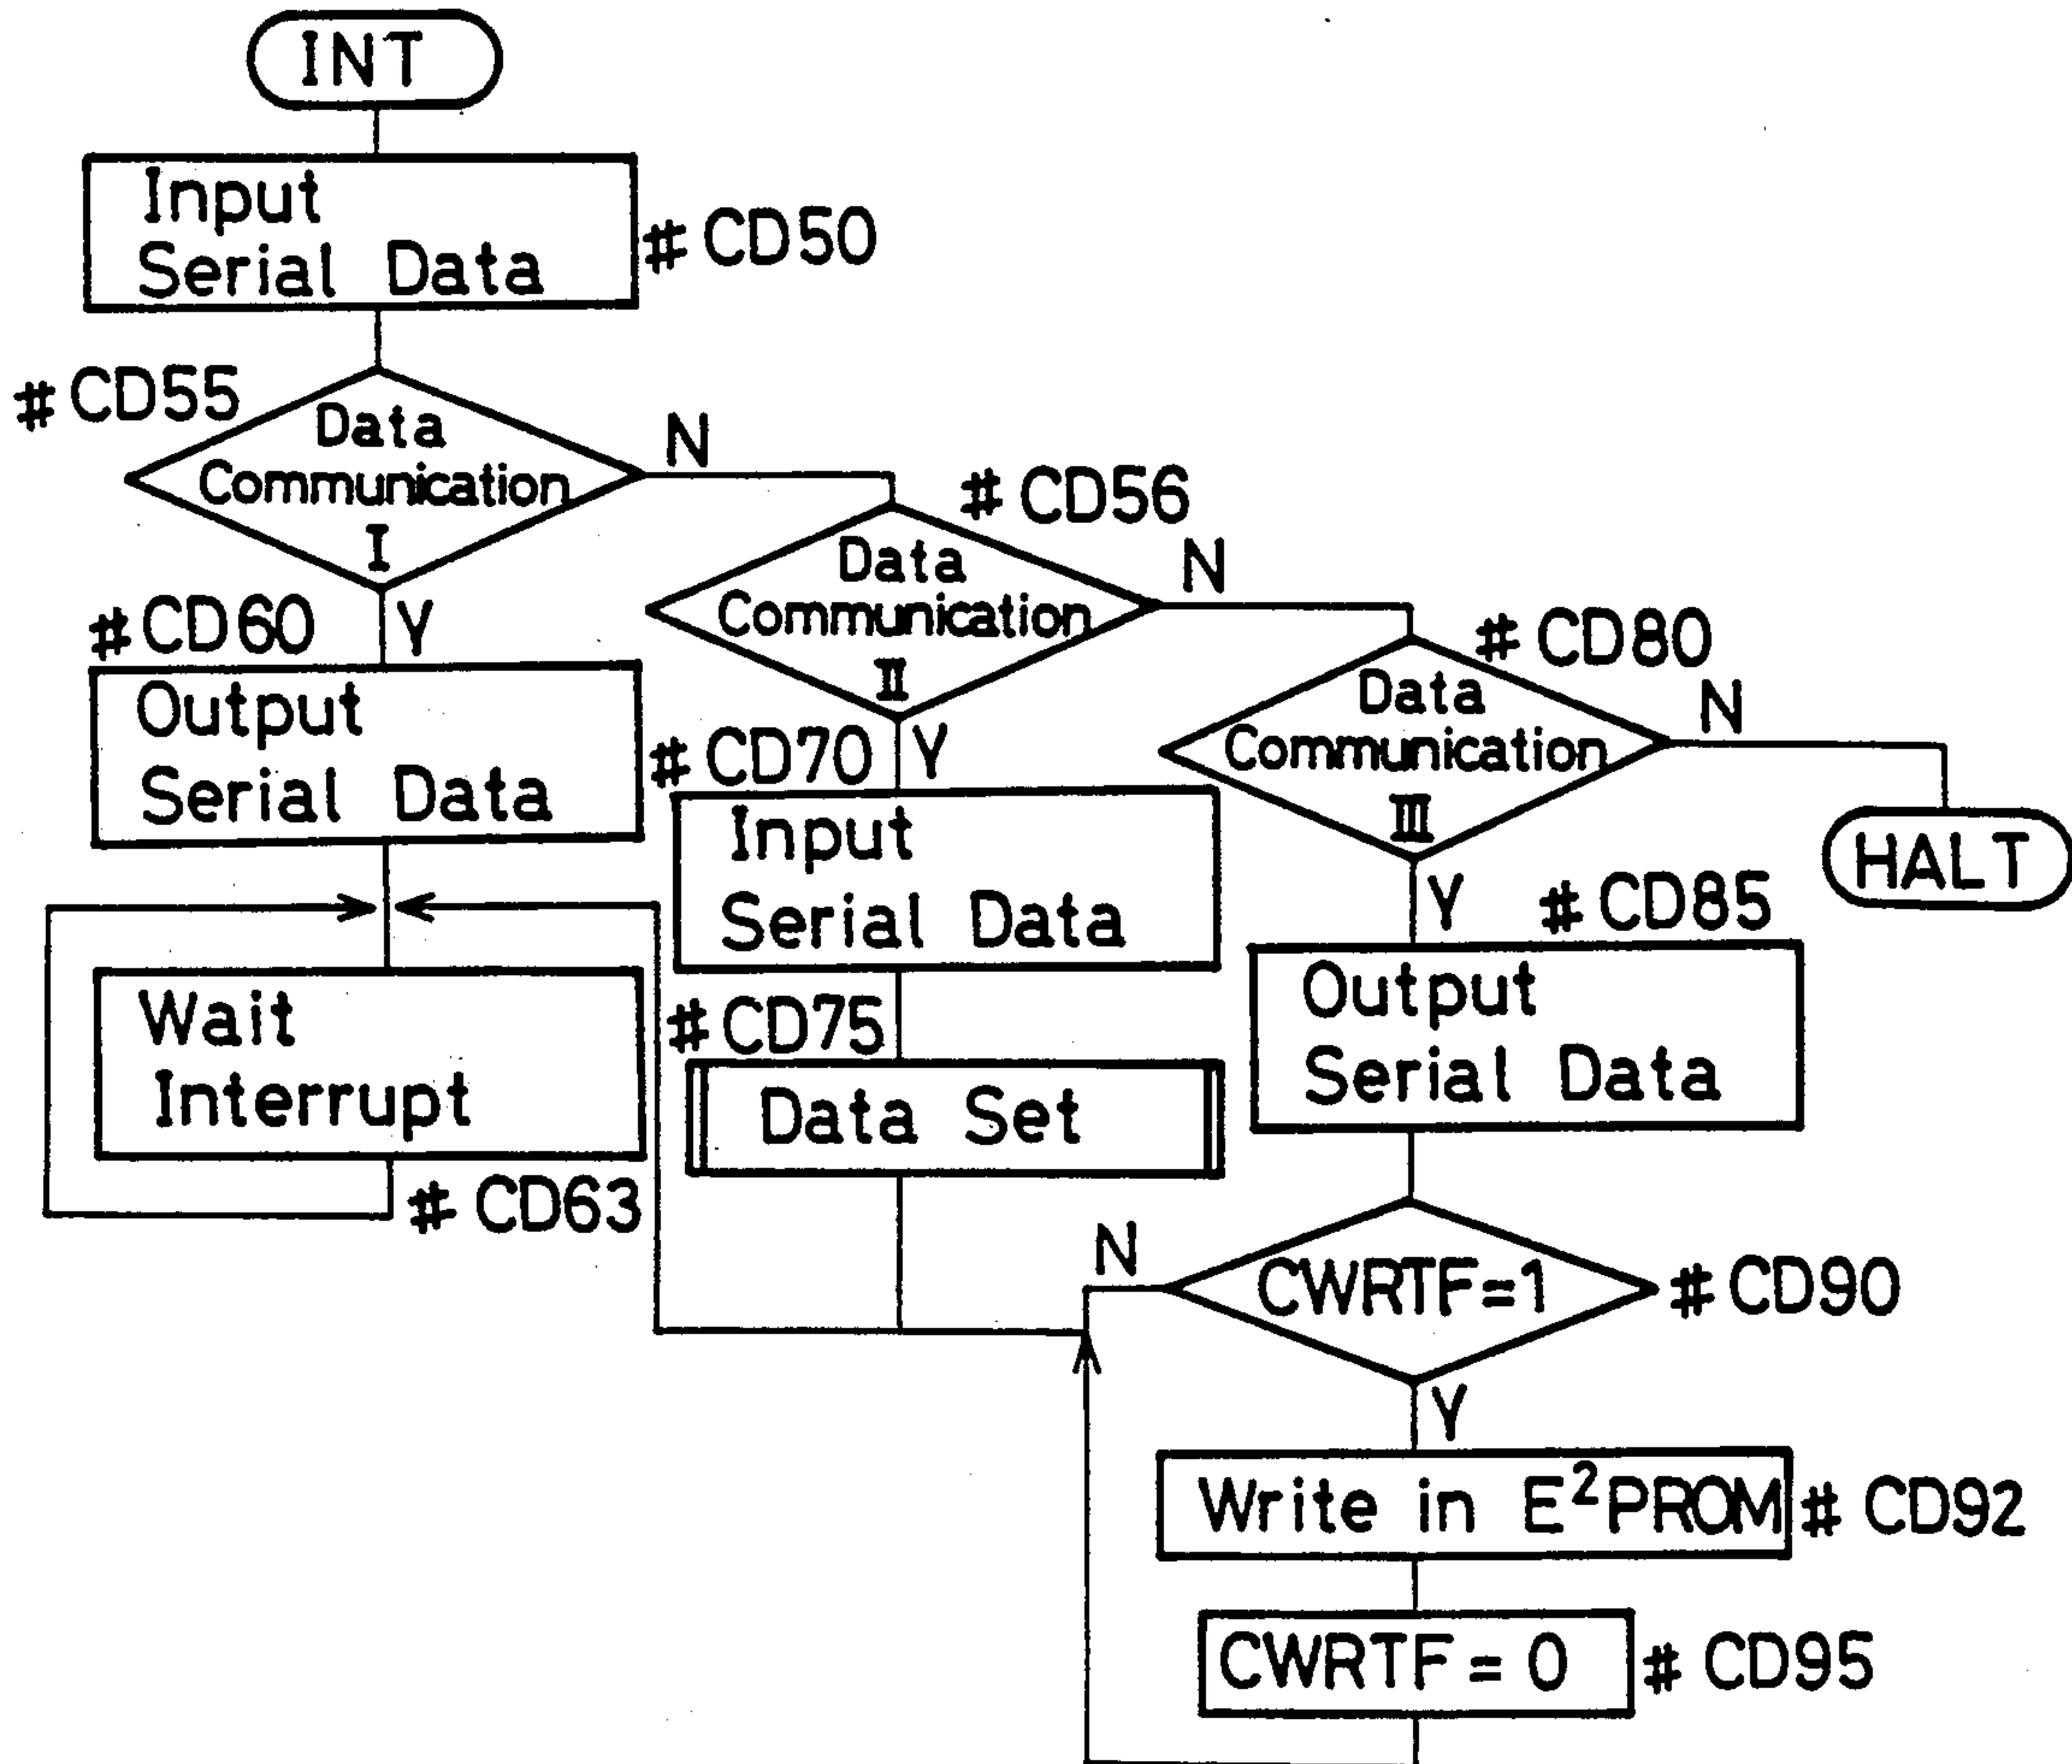 INT
Input
Serial Data
# CD50
# CD55
Data
Communication
I
N
Y
# CD56
Data
Communication
II
N
Y
# CD80
Data
Communication
III
N
Y
HALT
# CD60
Output
Serial Data
# CD70
Input
Serial Data
# CD85
Output
Serial Data
Wait
Interrupt
# CD63
# CD75
Data Set
N
CWRTF=1
# CD90
Y
Write in E²PROM
# CD92
CWRTF = 0
# CD95